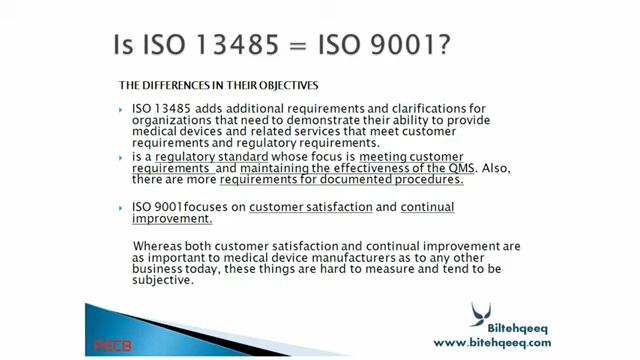 Is ISO 13485 = ISO 9001?
THE DIFFERENCES IN THEIR OBJECTIVES
ISO 13485 adds additional requirements and clarifications for
organizations that need to demonstrate their ability to provide
medical devices and related services that meet customer
requirements and regulatory requirements.
is a regulatory standard whose focus is meeting customer
requirements and maintaining the effectiveness of the QMS. Also,
there are more requirements for documented procedures.
ISO 9001focuses on customer satisfaction and continual
improvement.
Whereas both customer satisfaction and continual improvement are
as important to medical device manufacturers as to any other
business today, these things are hard to measure and tend to be
subjective.
PECB
Biltehqeeq
www.bitehqeeq.com